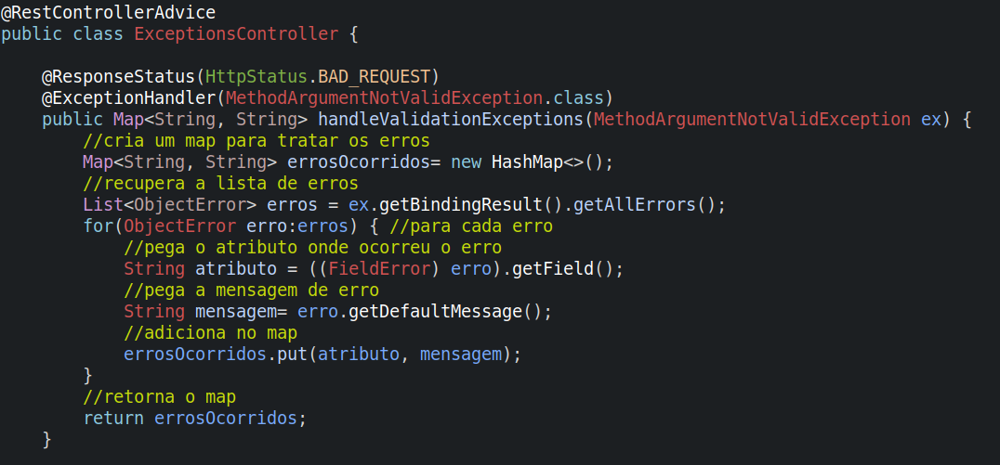 @RestControllerAdvice
public class ExceptionsController {
@ResponseStatus(HttpStatus.BAD_REQUEST)
@ExceptionHandler(MethodArgumentNotValidException.class)
public Map<String, String> handleValidationExceptions(MethodArgumentNotValidException ex) {
//cria um map para tratar os erros
Map<String, String> errosOcorridos= new HashMap<>();
//recupera a lista de erros
List<ObjectError> erros = ex.getBindingResult().getAllErrors();
for(ObjectError erro:erros) { //para cada erro
//pega o atributo onde ocorreu o erro
String atributo = ((FieldError) erro).getField();
//pega a mensagem de erro
String mensagem= erro.getDefaultMessage();
//adiciona no map
errosOcorridos.put(atributo, mensagem);
}
//retorna o map
return errosOcorridos;
}